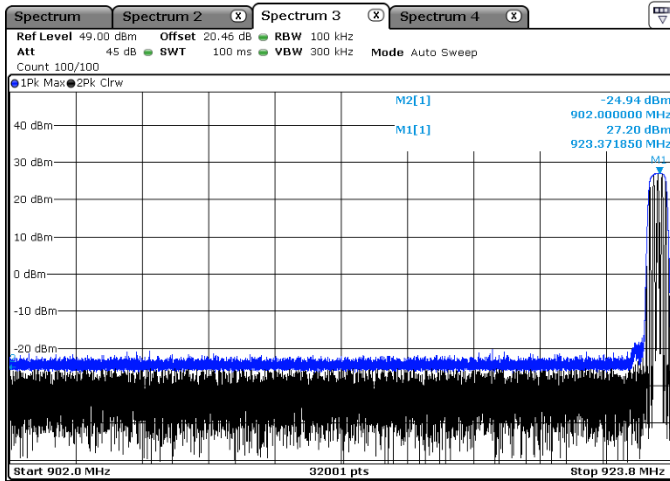 Spectrum Spectrum 2 X Spectrum 3 X Spectrum 4 X
Ref Level 49.00 dBm Offset 20.46 dB RBW 100 kHz
Att 45 dB SWT 100 ms VBW 300 kHz Mode Auto Sweep
Count 100/100
1Pk Max 2Pk Clrw
M2[1] -24.94 dBm
902.000000 MHz
40 dBm
M1[1] 27.20 dBm
923.371850 MHz
M1
30 dBm
20 dBm
10 dBm
0 dBm
-10 dBm
-20 dBm
Start 902.0 MHz 32001 pts Stop 923.8 MHz